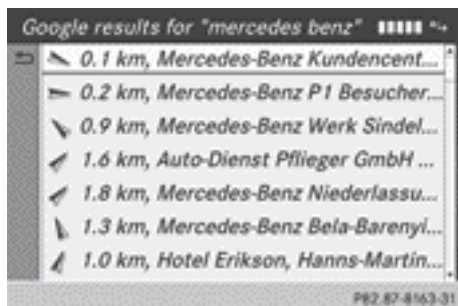 Google results for "mercedes benz"
0.1 km, Mercedes-Benz Kundencent...
0.2 km, Mercedes-Benz P1 Besucher...
0.9 km, Mercedes-Benz Werk Sindel...
1.6 km, Auto-Dienst Pflieger GmbH ...
1.8 km, Mercedes-Benz Niederlassu...
1.3 km, Mercedes-Benz Bela-Barenyi...
1.0 km, Hotel Erikson, Hanns-Martin...
P82.87-8163-31